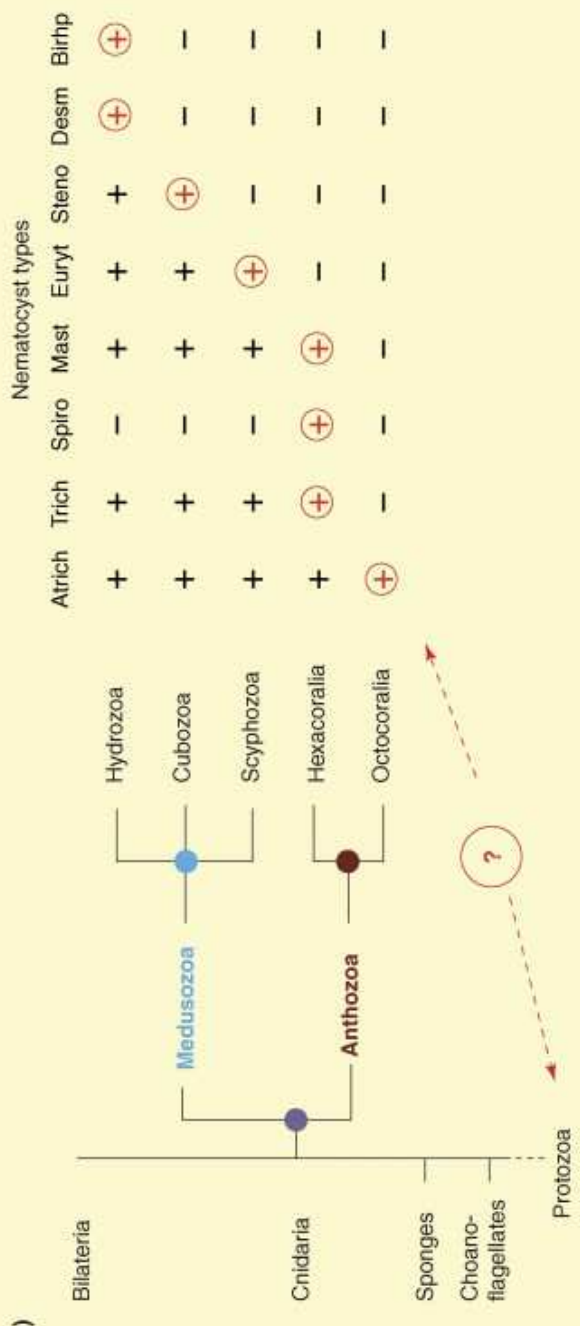 )
Nematocyst types
Atrich Trich Spiro Mast Euryt Steno Desm Birhp
Bilateria
Hydrozoa + + − + + + + +
Medusozoa
Cubozoa + + − + + + − −
Scyphozoa + + − + + − − −
Cnidaria
Hexacoralia + + + + − − − −
Anthozoa
Octocoralia + − − − − − − −
Sponges
?
Choano-
flagellates
Protozoa